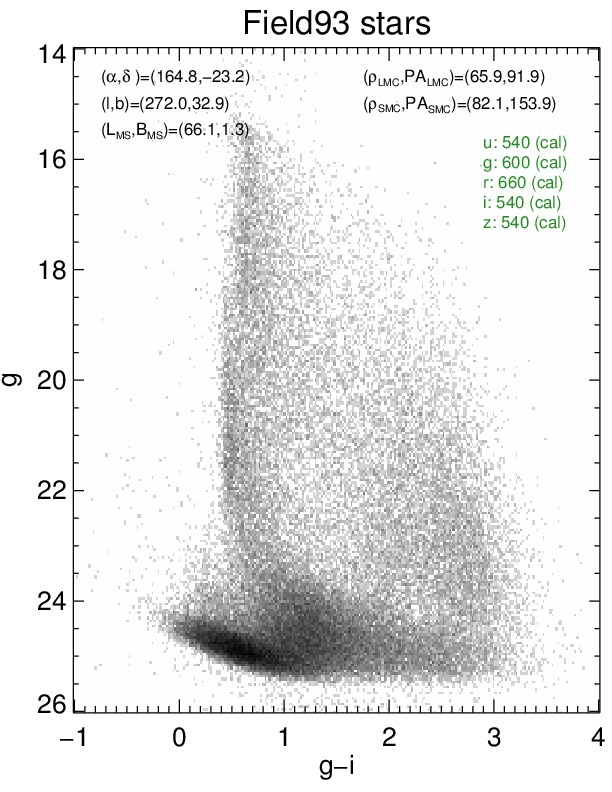 Field93 stars
(α,δ )=(164.8,−23.2)
(ρLMC,PALMC)=(65.9,91.9)
(l,b)=(272.0,32.9)
(ρSMC,PASMC)=(82.1,153.9)
(LMS,BMS)=(66.1,1.3)
u: 540 (cal)
g: 600 (cal)
r: 660 (cal)
i: 540 (cal)
z: 540 (cal)
14
16
18
20
22
24
26
g
−1 0 1 2 3 4
g−i